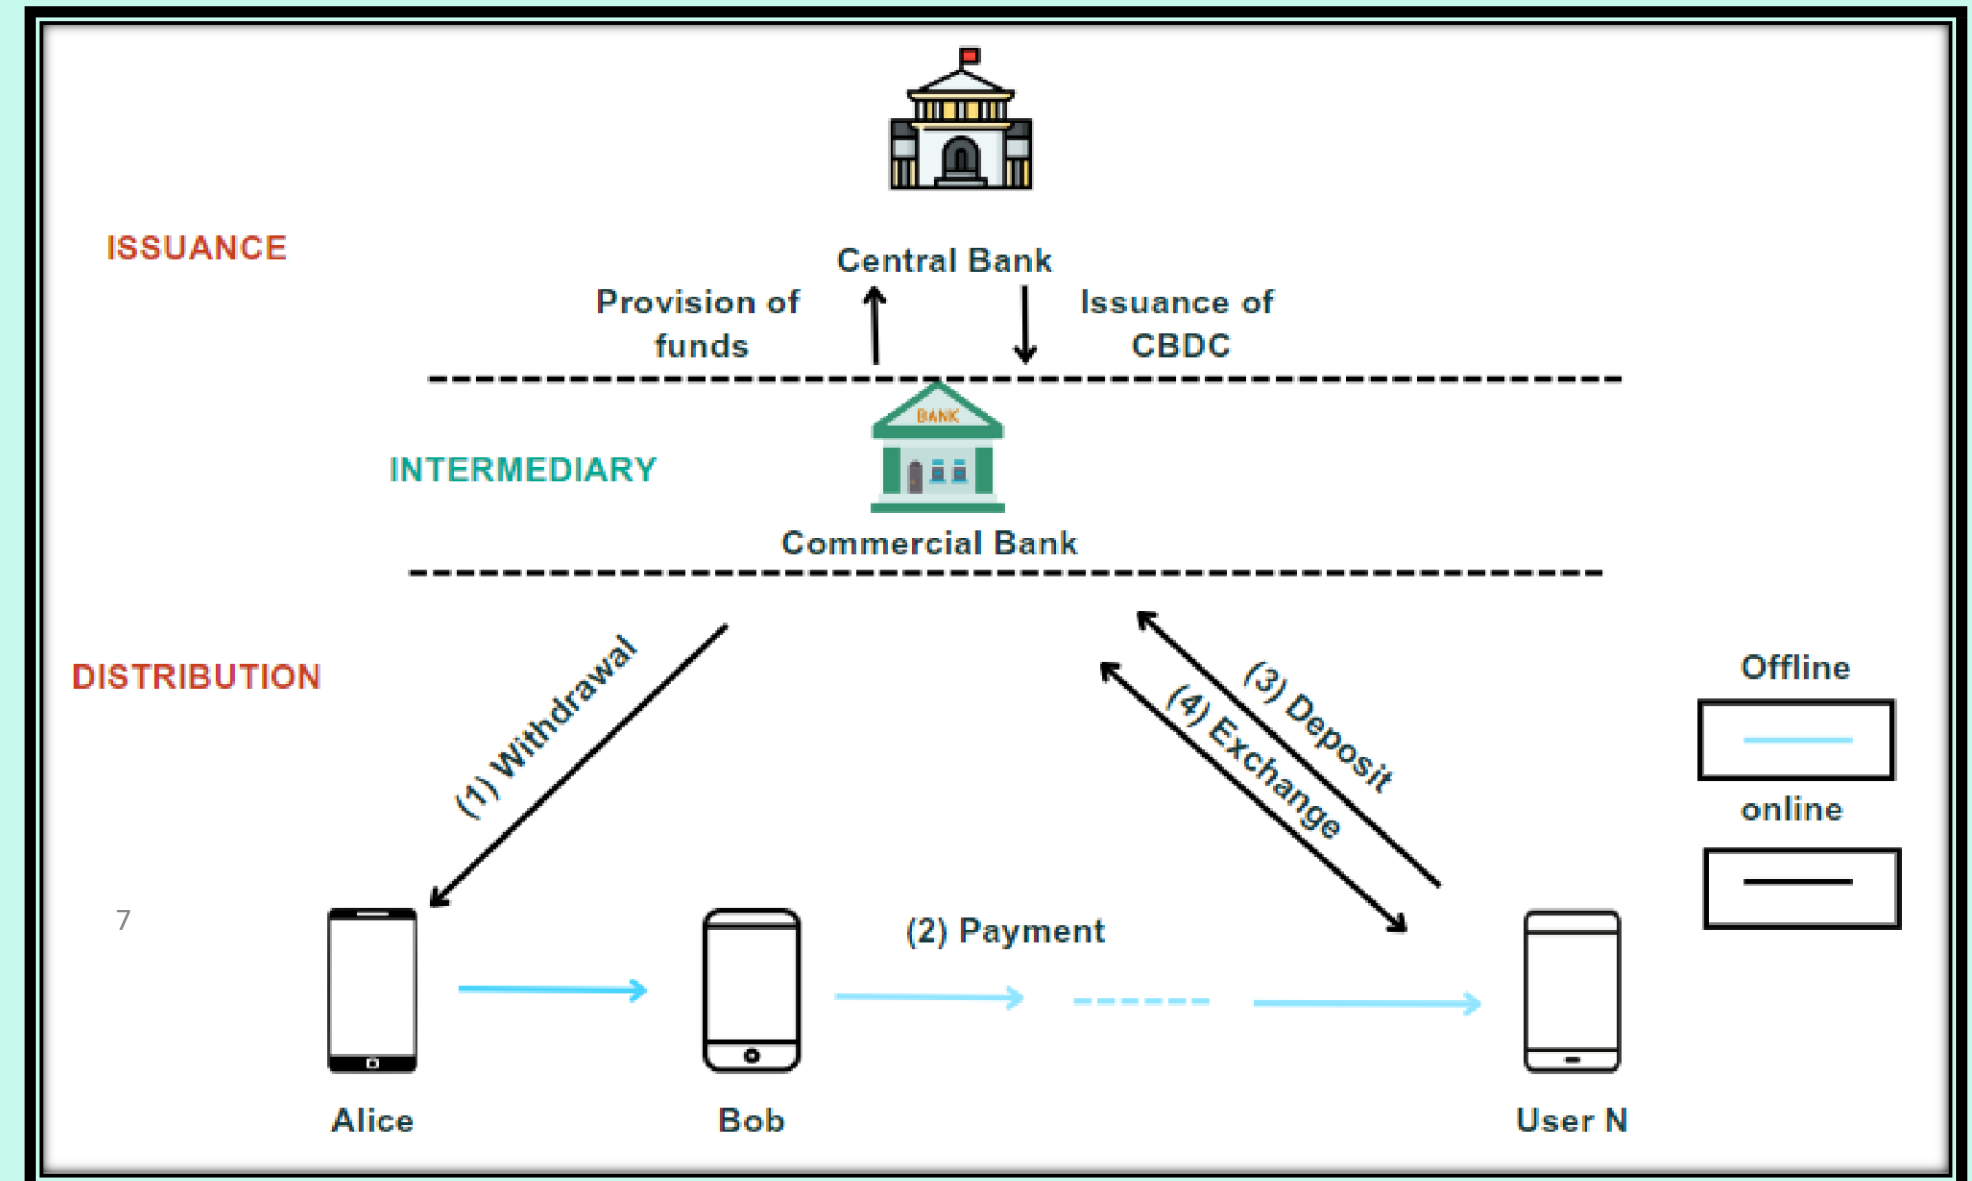 ISSUANCE
Central Bank
Provision of
funds
Issuance of
CBDC
BANK
INTERMEDIARY
Commercial Bank
DISTRIBUTION
(1) Withdrawal
(3) Deposit
(4) Exchange
Offline
online
7
(2) Payment
Alice
Bob
User N